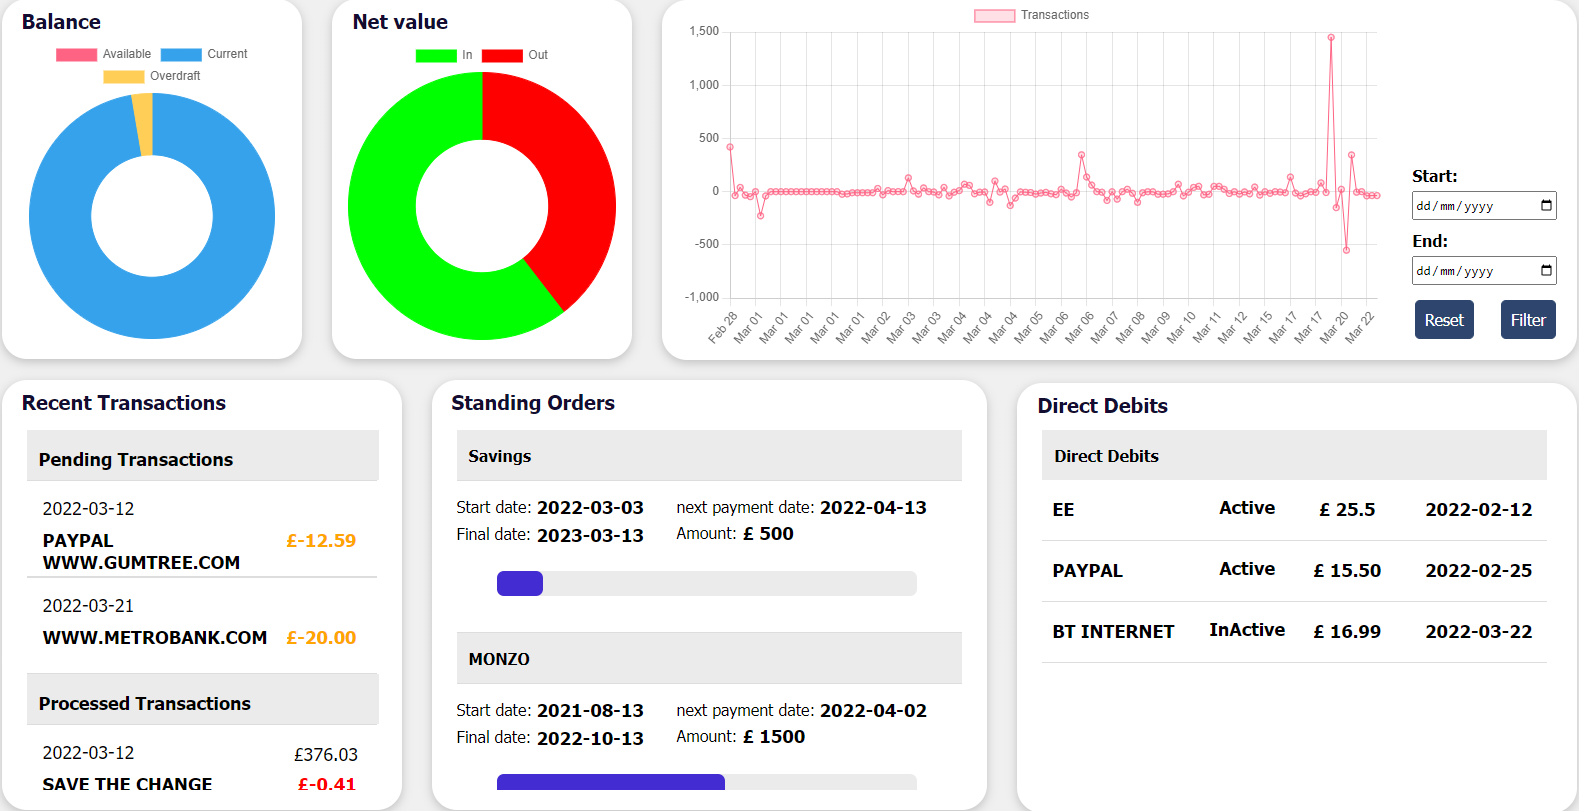 Balance
Available
Current
Overdraft
Net value
In
Out
Transactions
1,500
1,000
500
0
-500
-1,000
Feb 28
Mar 01
Mar 01
Mar 01
Mar 01
Mar 01
Mar 02
Mar 03
Mar 03
Mar 04
Mar 04
Mar 04
Mar 05
Mar 06
Mar 06
Mar 07
Mar 08
Mar 09
Mar 10
Mar 11
Mar 12
Mar 15
Mar 17
Mar 17
Mar 20
Mar 22
Start:
dd/mm/yyyy
End:
dd/mm/yyyy
Reset
Filter
Recent Transactions
Pending Transactions
2022-03-12
PAYPAL £-12.59
WWW.GUMTREE.COM
2022-03-21
WWW.METROBANK.COM £-20.00
Processed Transactions
2022-03-12 £376.03
SAVE THE CHANGE £-0.41
Standing Orders
Savings
Start date: 2022-03-03 next payment date: 2022-04-13
Final date: 2023-03-13 Amount: £ 500
MONZO
Start date: 2021-08-13 next payment date: 2022-04-02
Final date: 2022-10-13 Amount: £ 1500
Direct Debits
Direct Debits
EE Active £ 25.5 2022-02-12
PAYPAL Active £ 15.50 2022-02-25
BT INTERNET InActive £ 16.99 2022-03-22